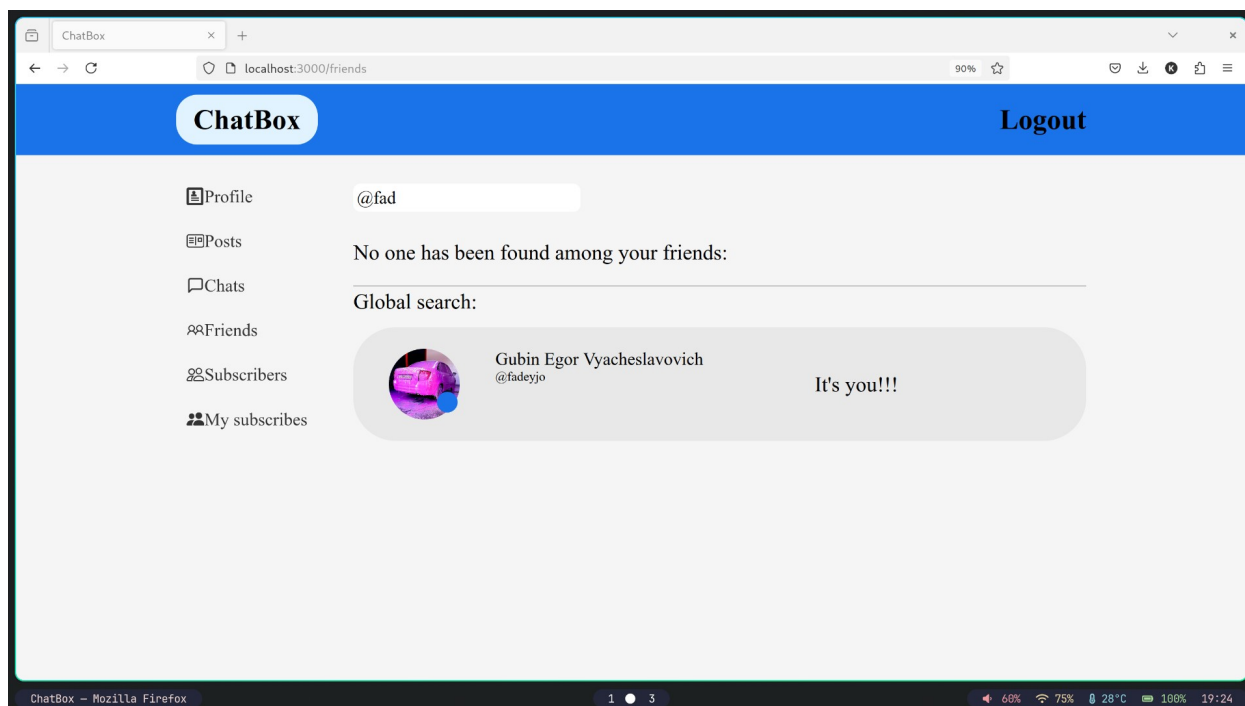 ChatBox
localhost:3000/friends
90%
K
ChatBox
Logout
Profile
Posts
Chats
Friends
Subscribers
My subscribes
@fad
No one has been found among your friends:
Global search:
Gubin Egor Vyacheslavovich
@fadeyjo
It's you!!!
ChatBox — Mozilla Firefox
1 3
60% 75% 28°C 100% 19:24